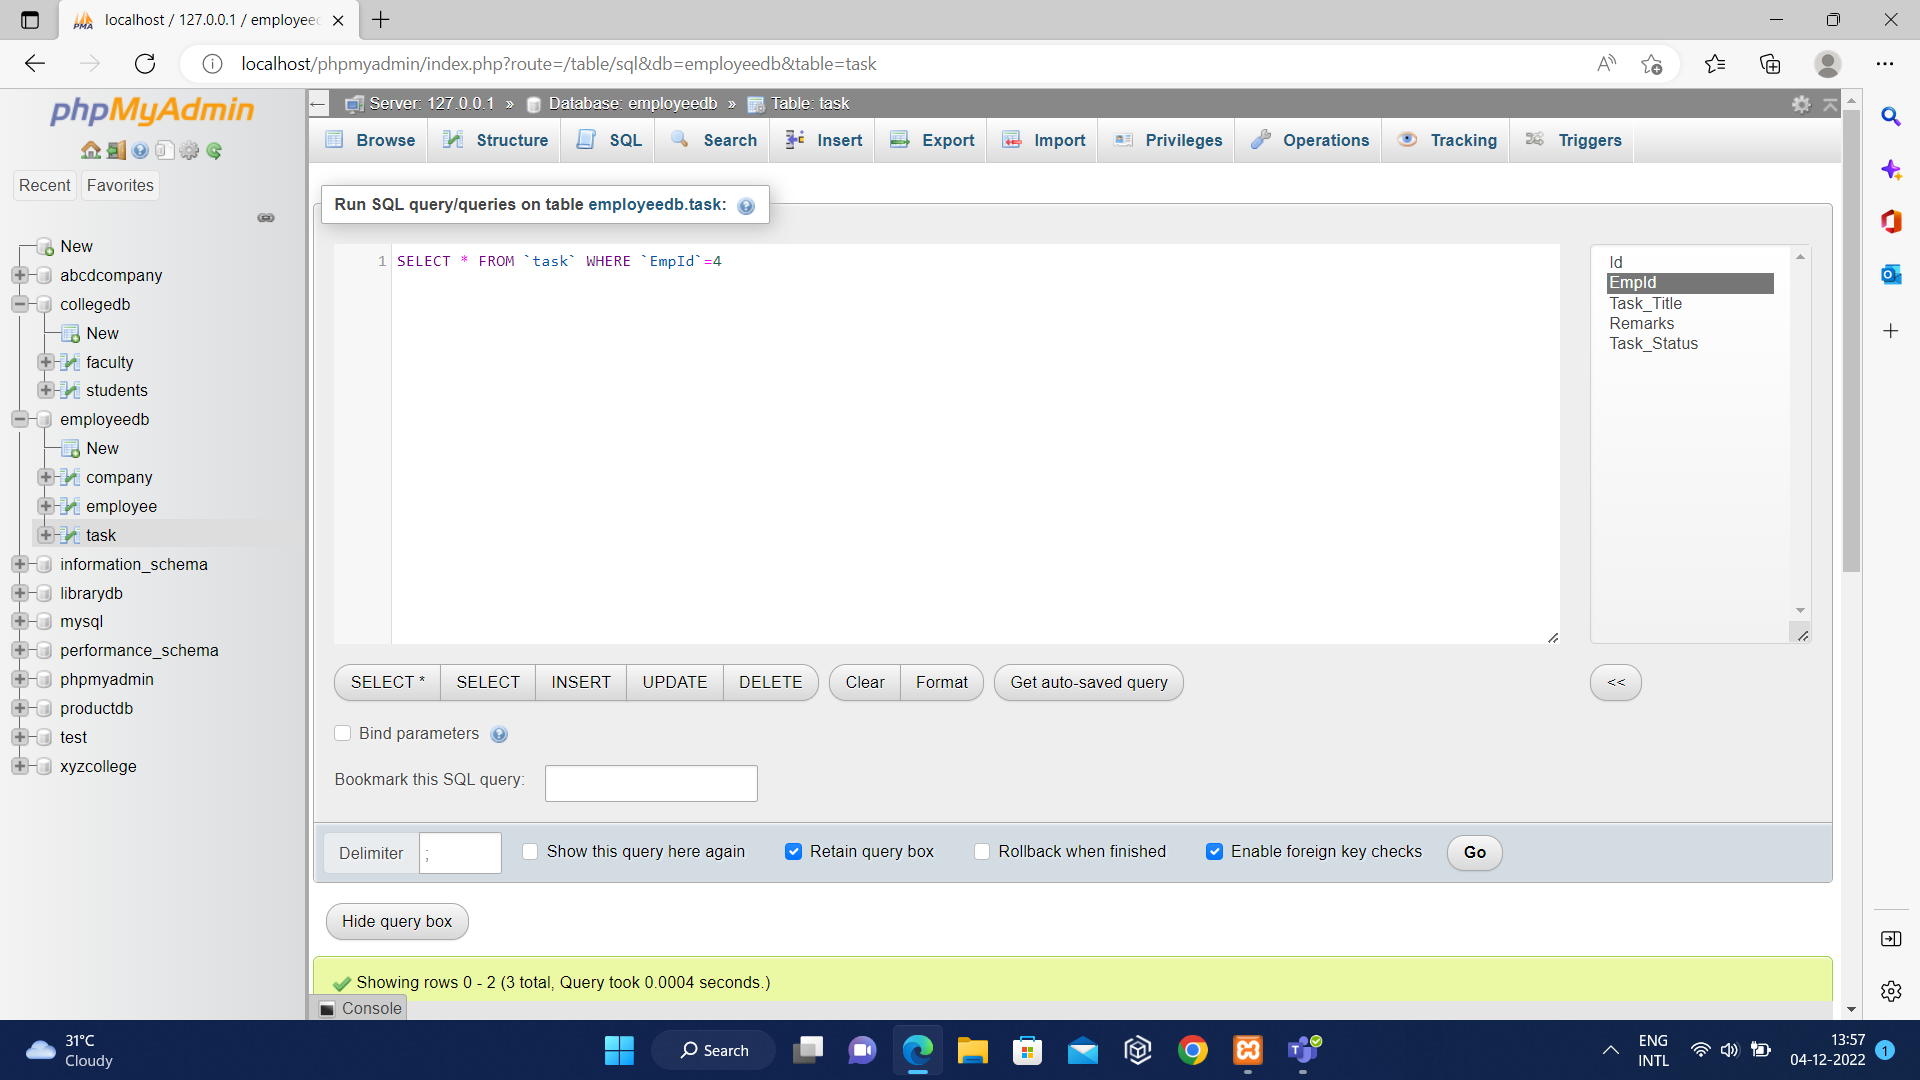 localhost / 127.0.0.1 / employeed
localhost/phpmyadmin/index.php?route=/table/sql&db=employeedb&table=task
phpMyAdmin
Recent
Favorites
New
abcdcompany
collegedb
New
faculty
students
employeedb
New
company
employee
task
information_schema
librarydb
mysql
performance_schema
phpmyadmin
productdb
test
xyzcollege
Server: 127.0.0.1 » Database: employeedb » Table: task
Browse Structure SQL Search Insert Export Import Privileges Operations Tracking Triggers
Run SQL query/queries on table employeedb.task:
1 SELECT * FROM `task` WHERE `EmpId`=4
Id
EmpId
Task_Title
Remarks
Task_Status
SELECT * SELECT INSERT UPDATE DELETE Clear Format Get auto-saved query <<
Bind parameters
Bookmark this SQL query:
Delimiter ; Show this query here again Retain query box Rollback when finished Enable foreign key checks Go
Hide query box
Showing rows 0 - 2 (3 total, Query took 0.0004 seconds.)
Console
31°C
Cloudy
Search
ENG
INTL
13:57
04-12-2022
1